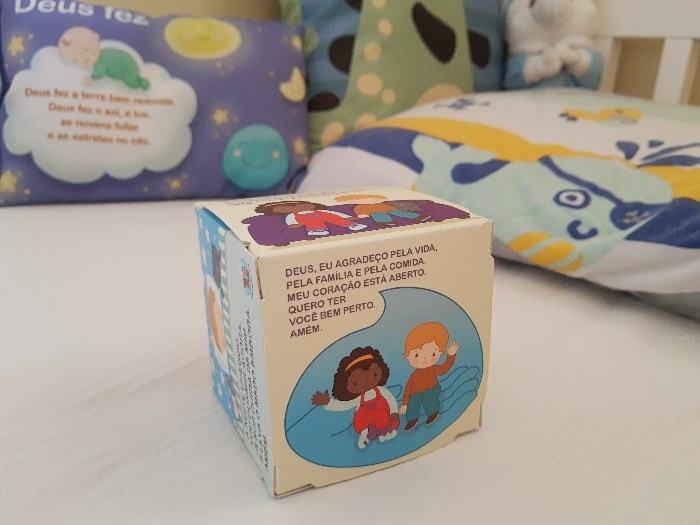 Deus fez
Deus fez a terra bem redonda.
Deus fez o sol, a lua,
as nuvens fofas
e as estrelas no céu.
DEUS, EU AGRADEÇO PELA VIDA,
PELA FAMÍLIA E PELA COMIDA.
MEU CORAÇÃO ESTÁ ABERTO.
QUERO TER
VOCÊ BEM PERTO.
AMÉM.